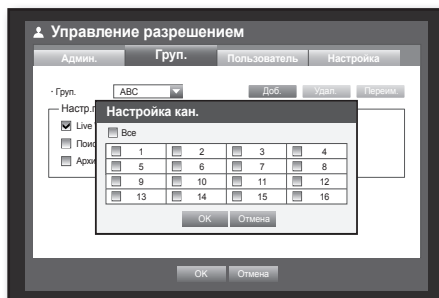 Управление разрешением
Админ. Груп. Пользователь Настройка
· Груп. ABC Доб. Удал. Переим.
Настр.
Настройка кан.
Live
Все
1 2 3 4
5 6 7 8
9 10 11 12
13 14 15 16
OK Отмена
OK Отмена